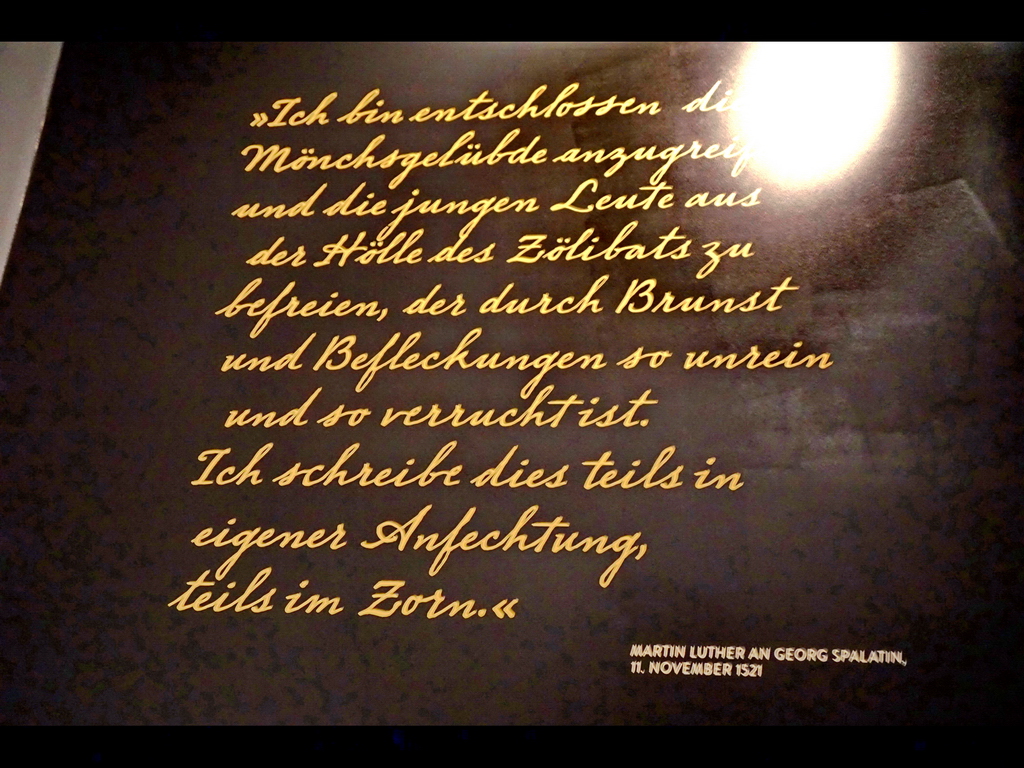 »Ich bin entschlossen
Mönchsgelübde
und die jungen Leute aus
der Hölle des Zölibats zu
befreien, der durch Brunst
und Befleckungen so unrein
und so verrucht ist.
Ich schreibe dies teils in
eigener Anfechtung,
teils im Zorn.«
MARTIN LUTHER AN GEORG SPALATIN,
11. NOVEMBER 1521